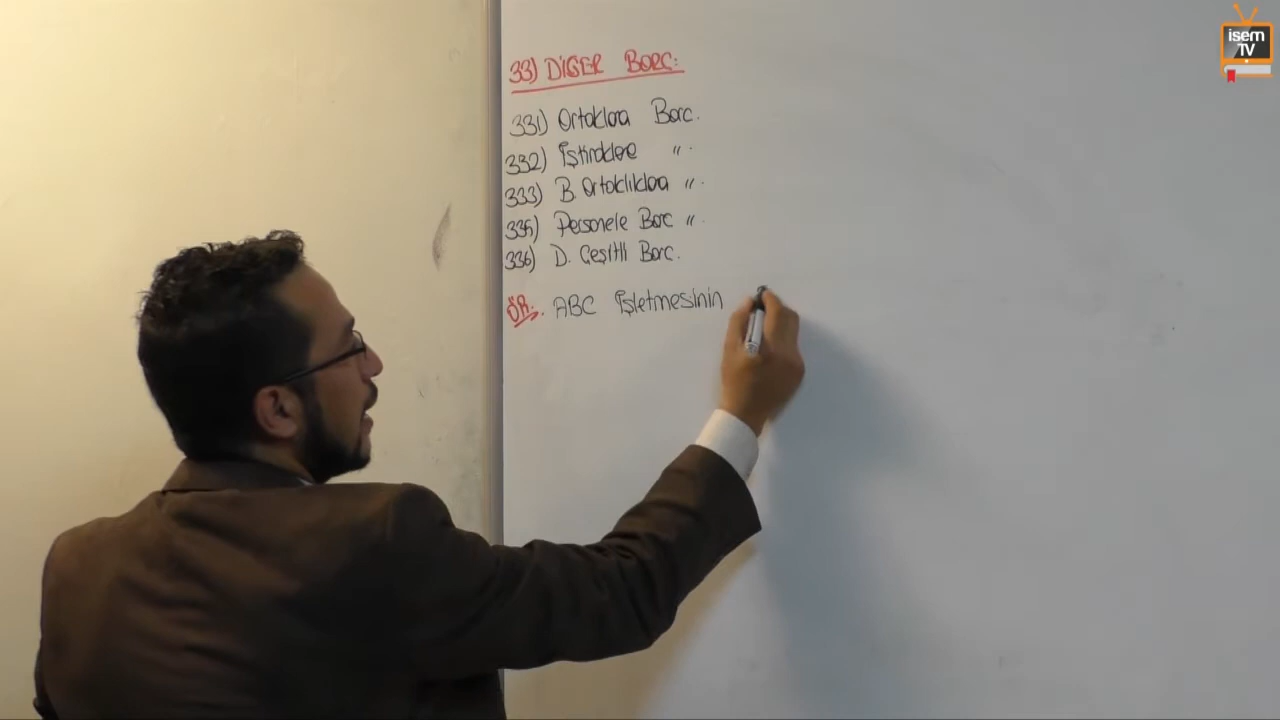 33) DİĞER BORÇ:
331) Ortaklara Borç.
332) İştiraklere " .
333) B. Ortaklıklara " .
335) Personele Borç " .
336) D. Çeşitli Borç.
ÖR: ABC İşletmesinin
isem
TV